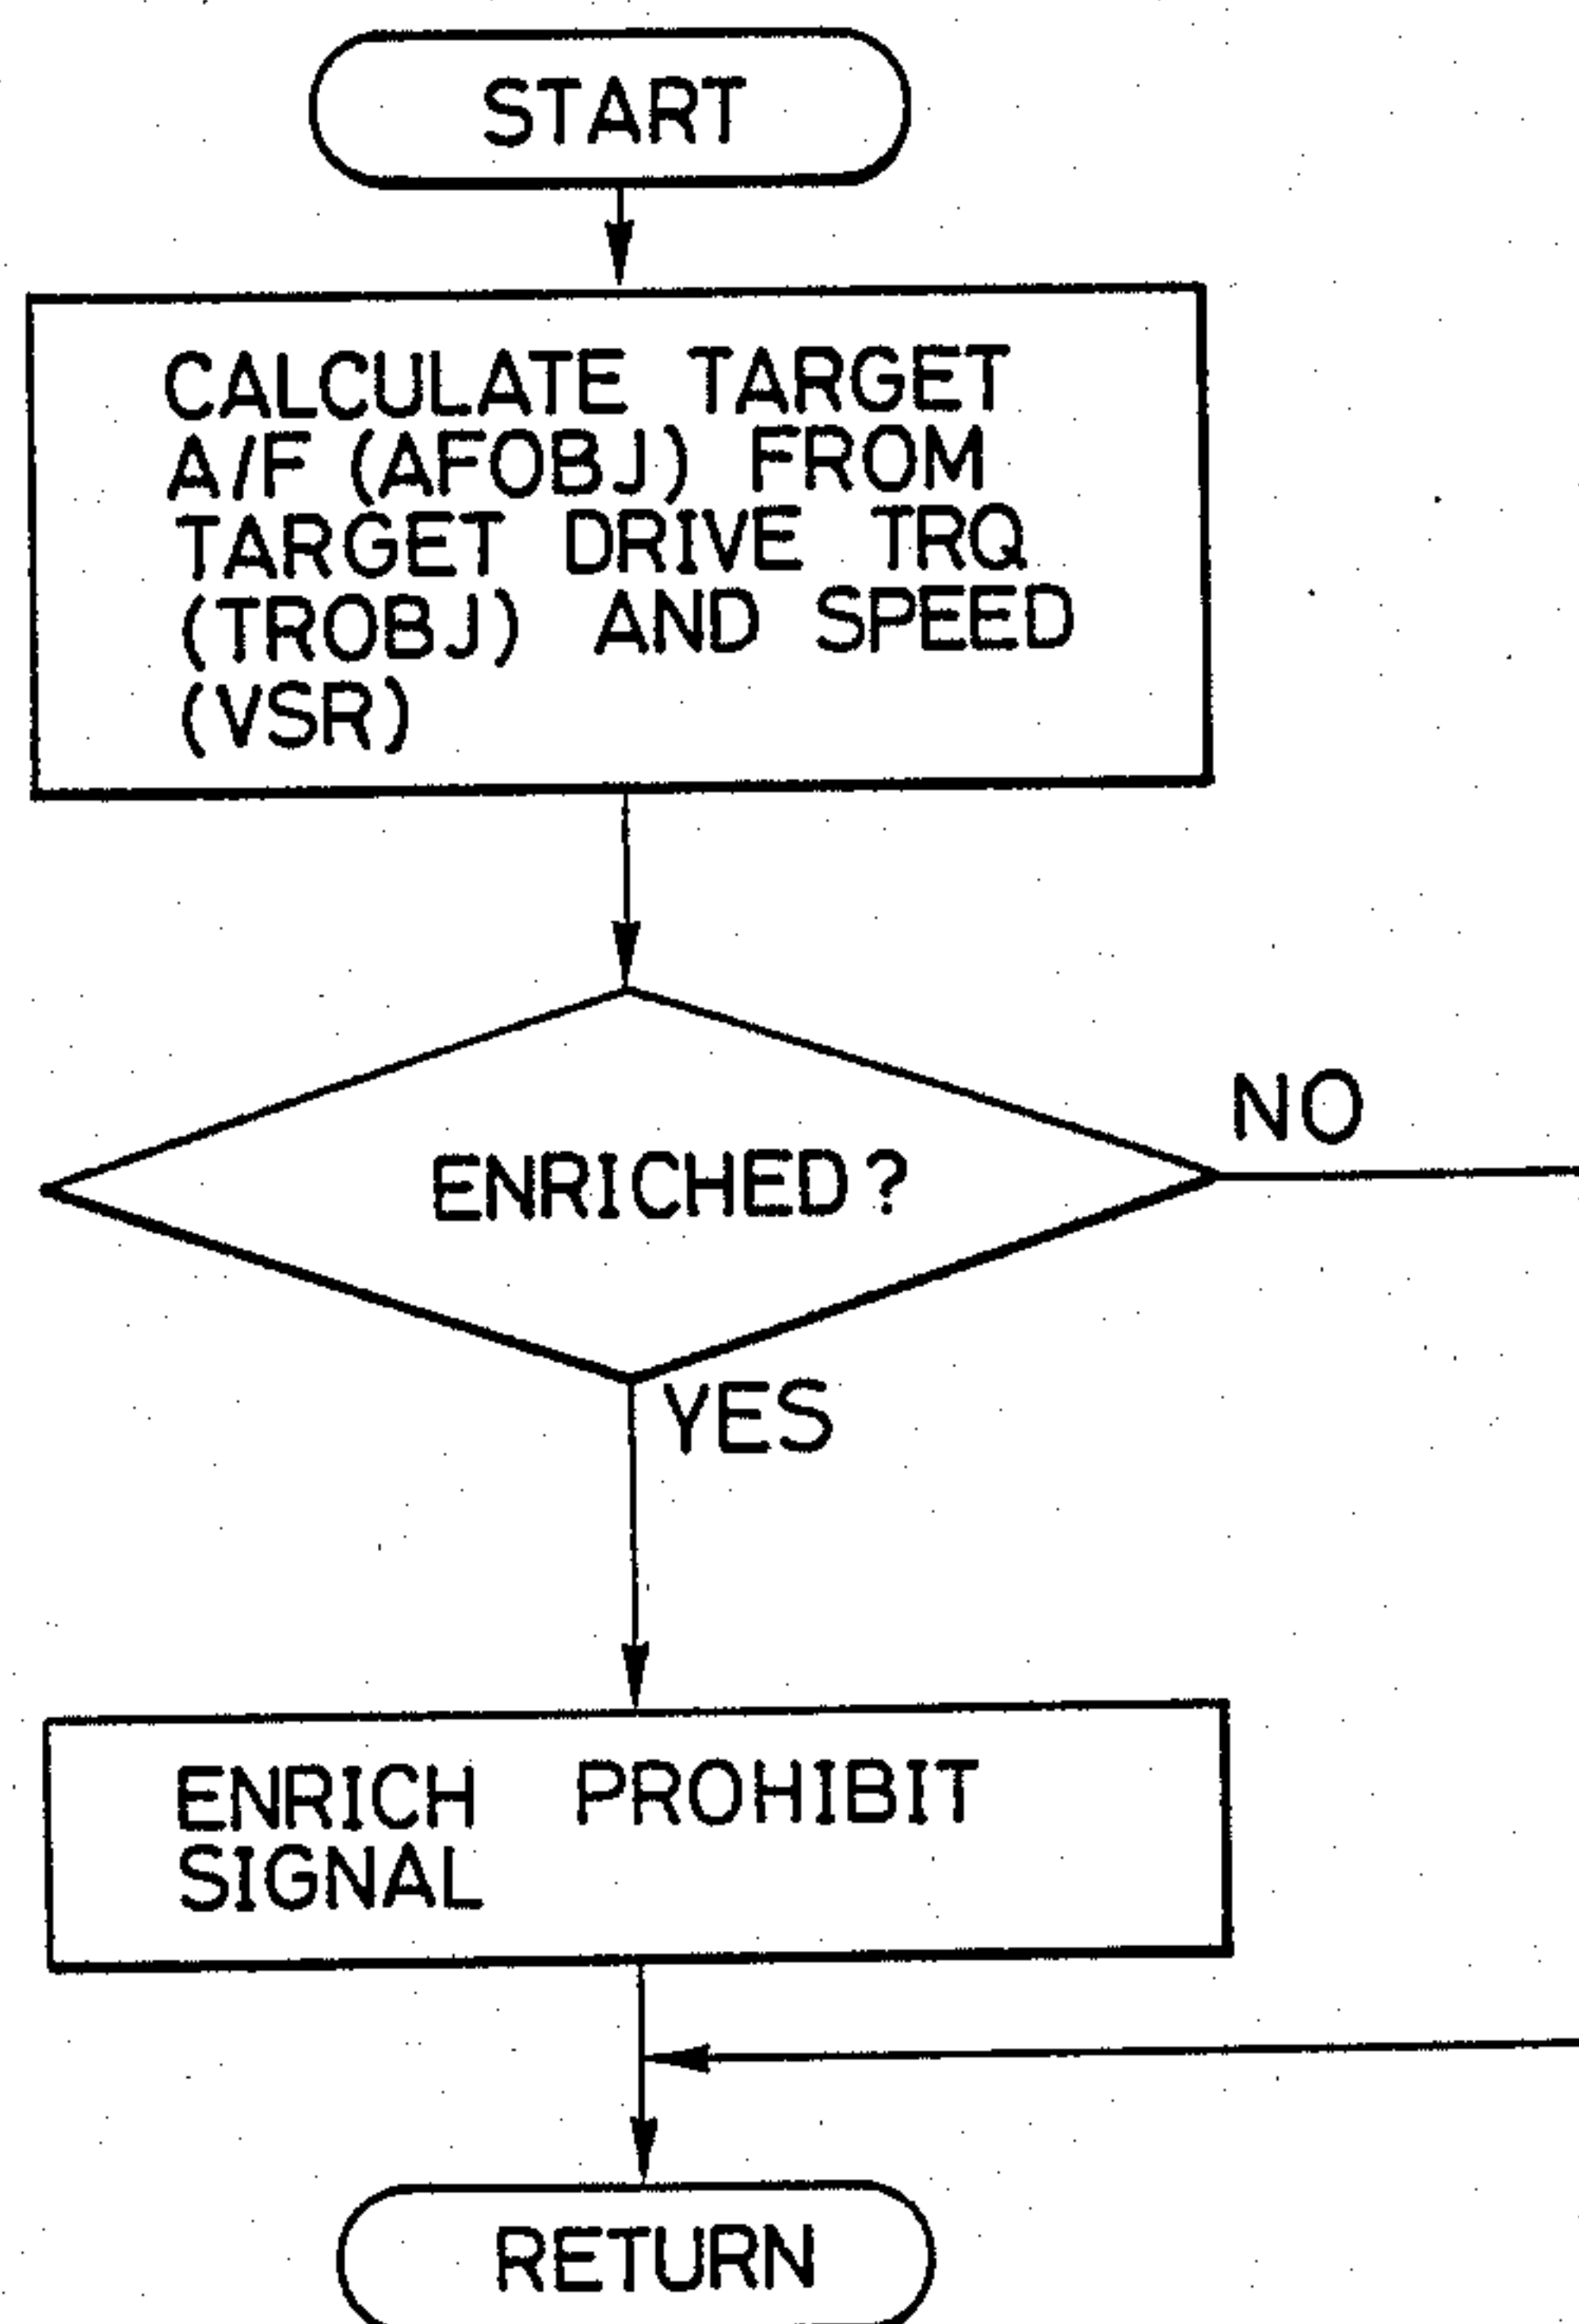 START
CALCULATE TARGET
A/F (AFOBJ) FROM
TARGET DRIVE TRQ
(TROBJ) AND SPEED
(VSR)
ENRICHED?
NO
YES
ENRICH PROHIBIT
SIGNAL
RETURN